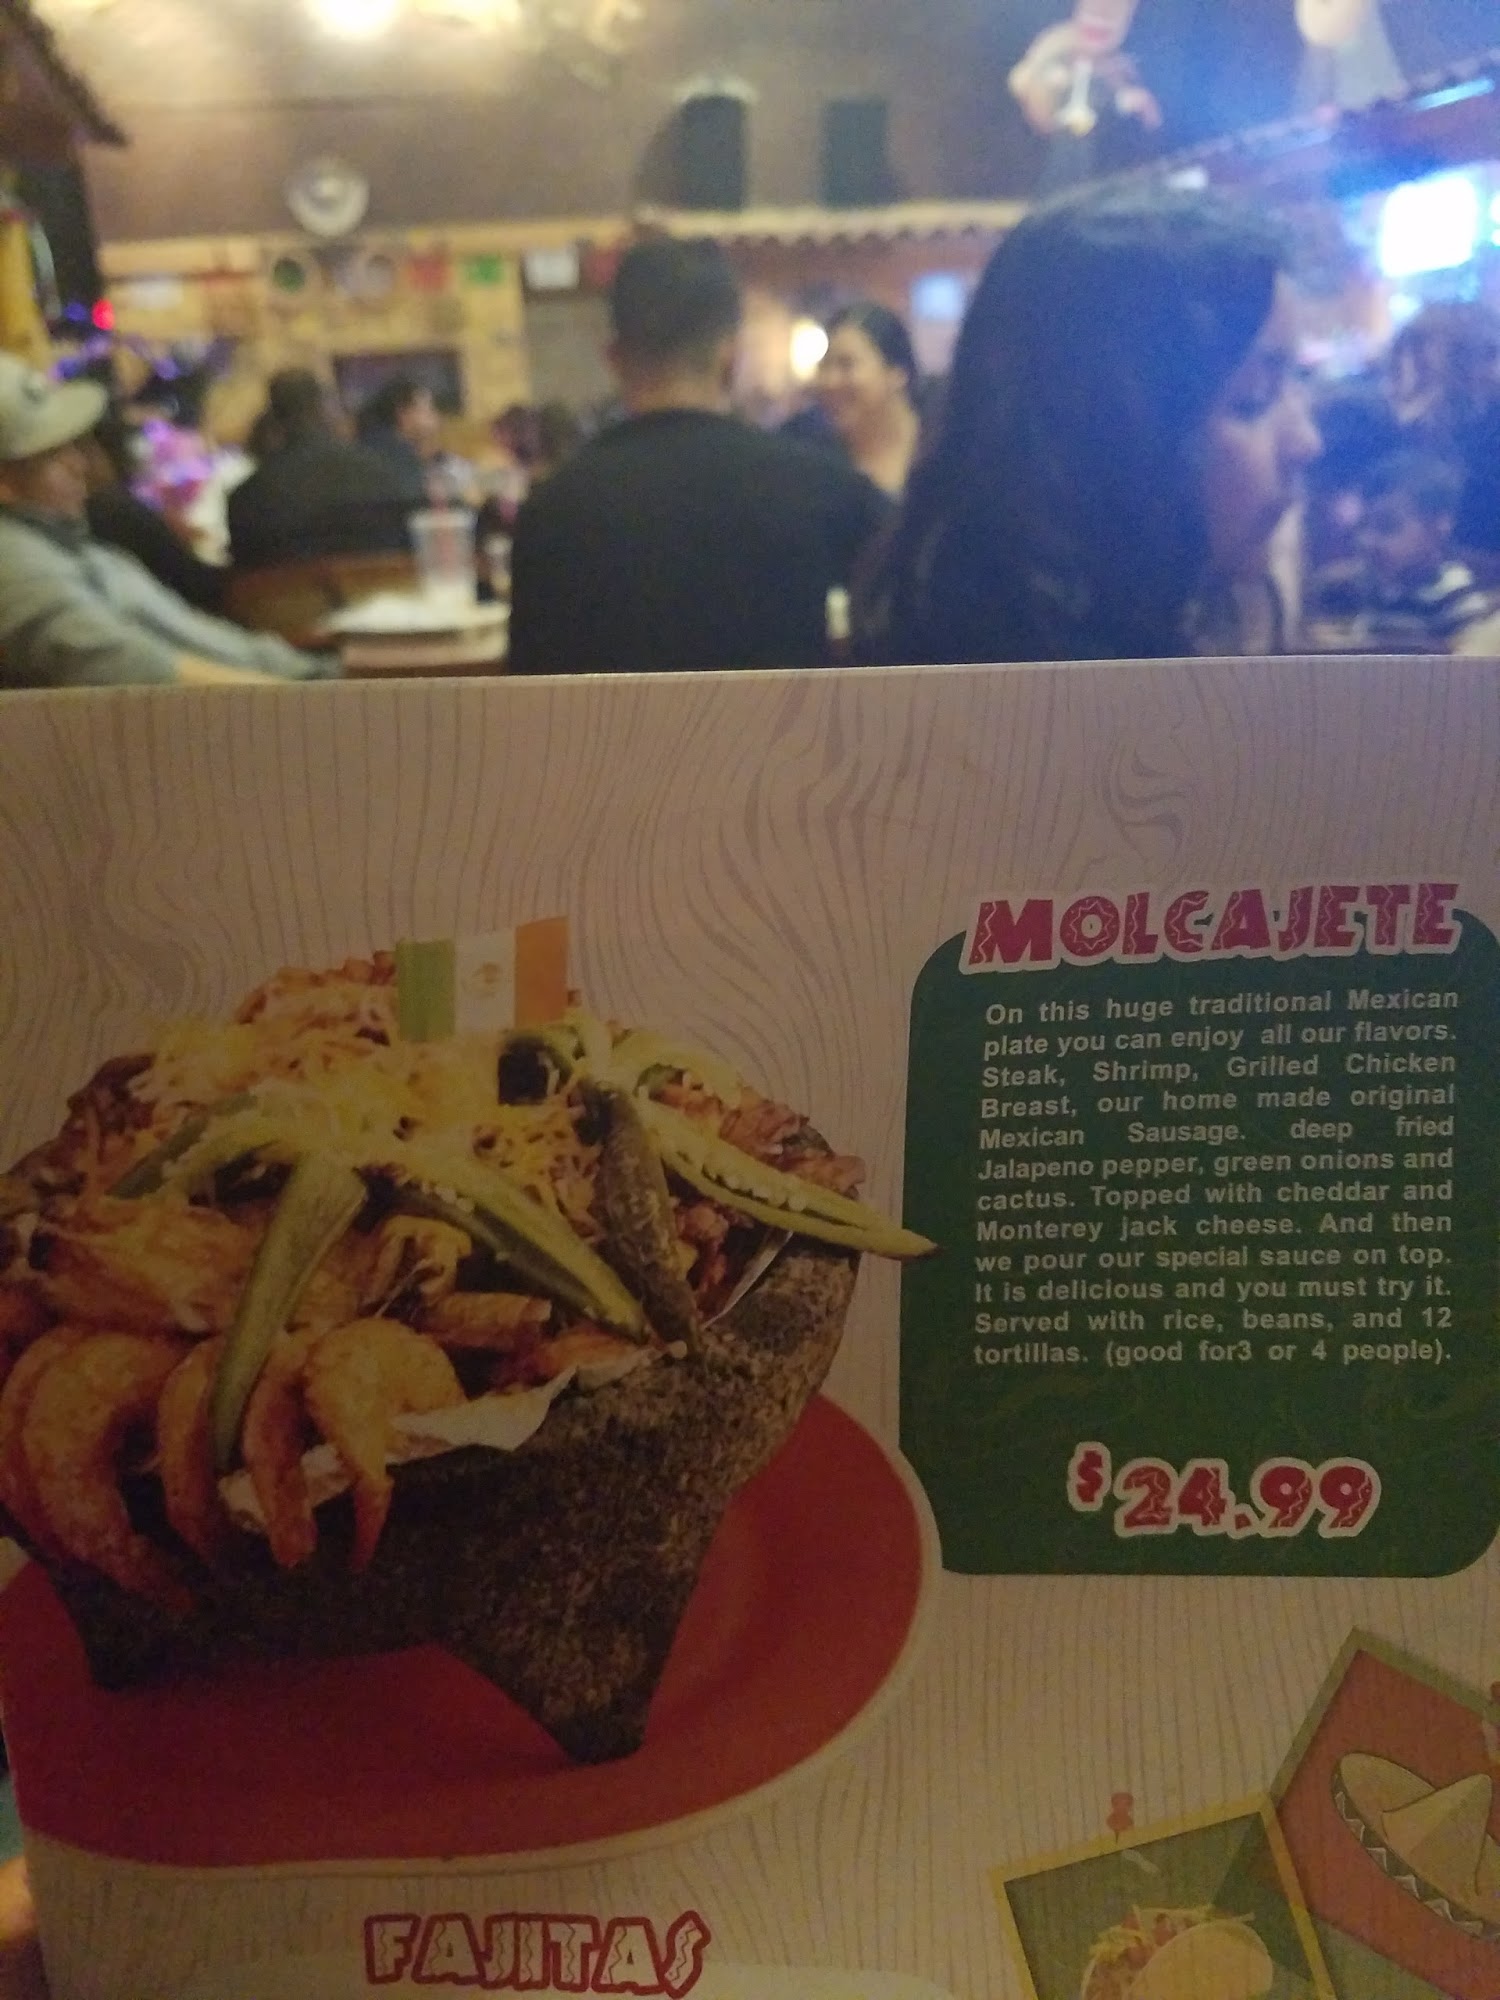 MOLCAJETE
On this huge traditional Mexican
plate you can enjoy all our flavors.
Steak, Shrimp, Grilled Chicken
Breast, our home made original
Mexican Sausage. deep fried
Jalapeno pepper, green onions and
cactus. Topped with cheddar and
Monterey jack cheese. And then
we pour our special sauce on top.
It is delicious and you must try it.
Served with rice, beans, and 12
tortillas. (good for3 or 4 people).
$24.99
FAJITAS